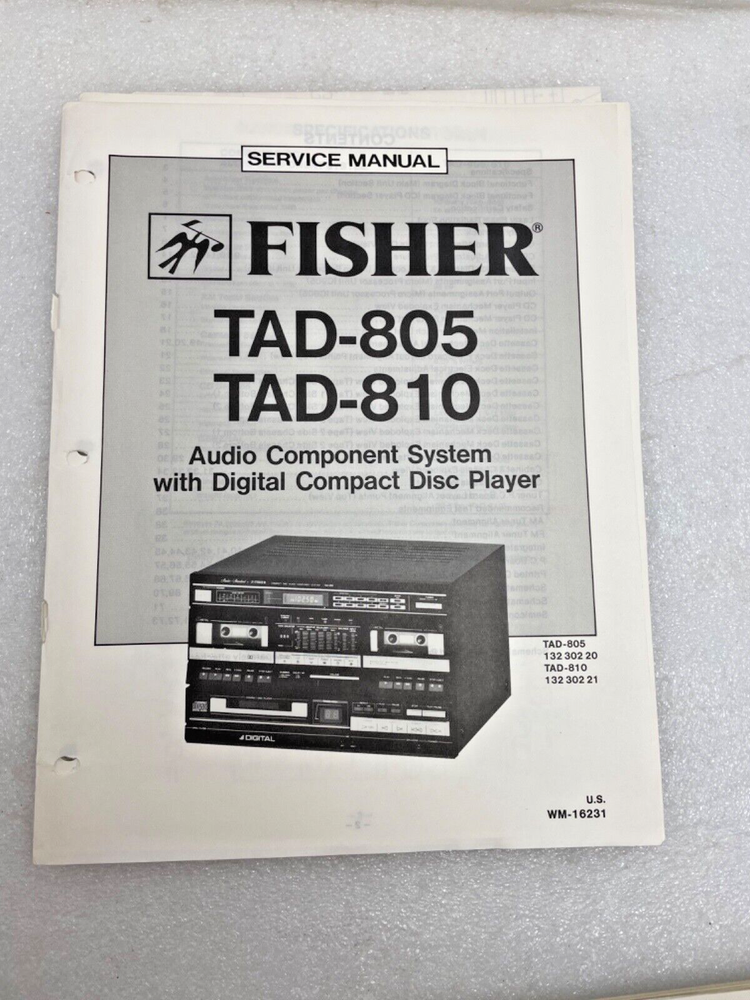 SERVICE MANUAL
FISHER®
TAD-805
TAD-810
Audio Component System
with Digital Compact Disc Player
DIGITAL
TAD-805
132 302 20
TAD-810
132 302 21
U.S.
WM-16231